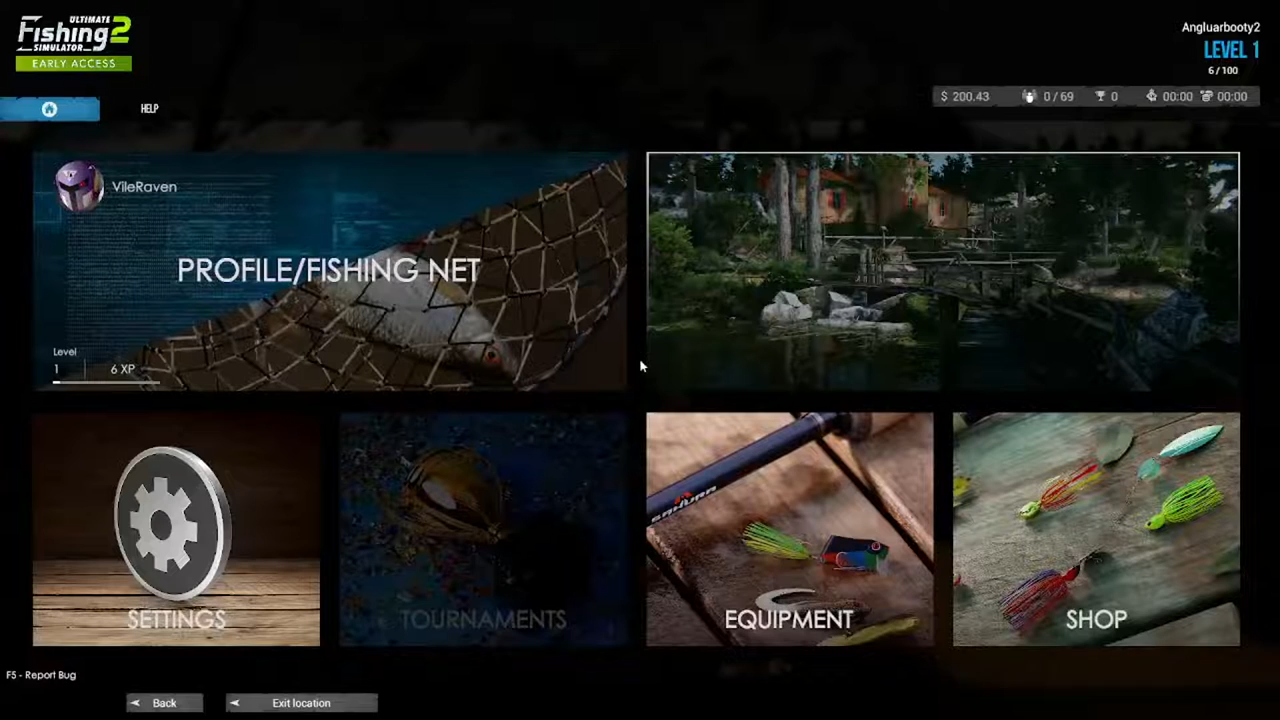 ULTIMATE
Fishing 2
SIMULATOR
EARLY ACCESS
Angluarbooty2
LEVEL 1
6 / 100
$ 200.43 0 / 69 0 00:00 00:00
HELP
VileRaven
PROFILE/FISHING NET
Level
1 6 XP
SAKURA
SETTINGS
TOURNAMENTS
EQUIPMENT
SHOP
F5 - Report Bug
Back
Exit location